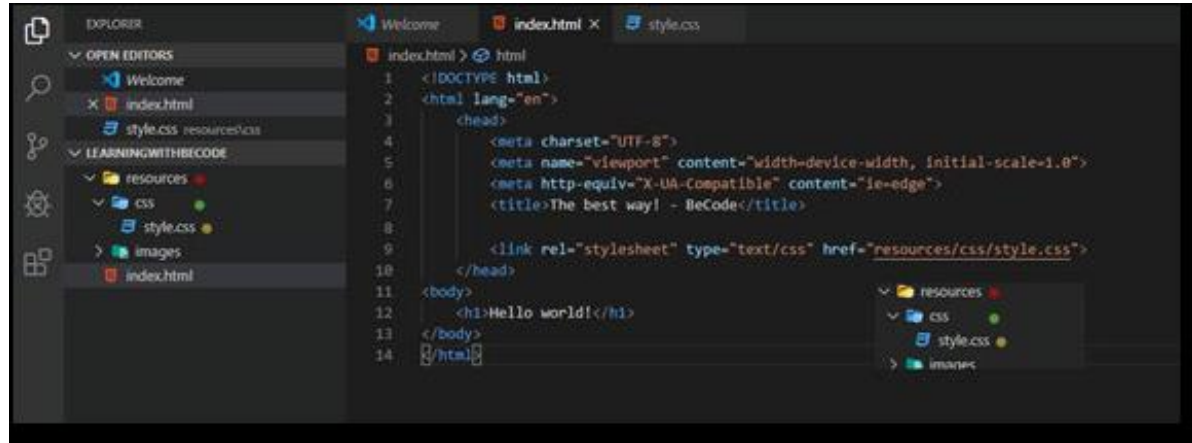 EXPLORER
OPEN EDITORS
Welcome
index.html
style.css resources\css
LEARNINGWITHBECODE
resources
css
style.css
images
index.html
Welcome index.html style.css
index.html > html
1 <!DOCTYPE html>
2 <html lang="en">
3 <head>
4 <meta charset="UTF-8">
5 <meta name="viewport" content="width=device-width, initial-scale=1.0">
6 <meta http-equiv="X-UA-Compatible" content="ie=edge">
7 <title>The best way! - BeCode</title>
8
9 <link rel="stylesheet" type="text/css" href="resources/css/style.css">
10 </head>
11 <body>
12 <h1>Hello world!</h1>
13 </body>
14 </html>
resources
css
style.css
images